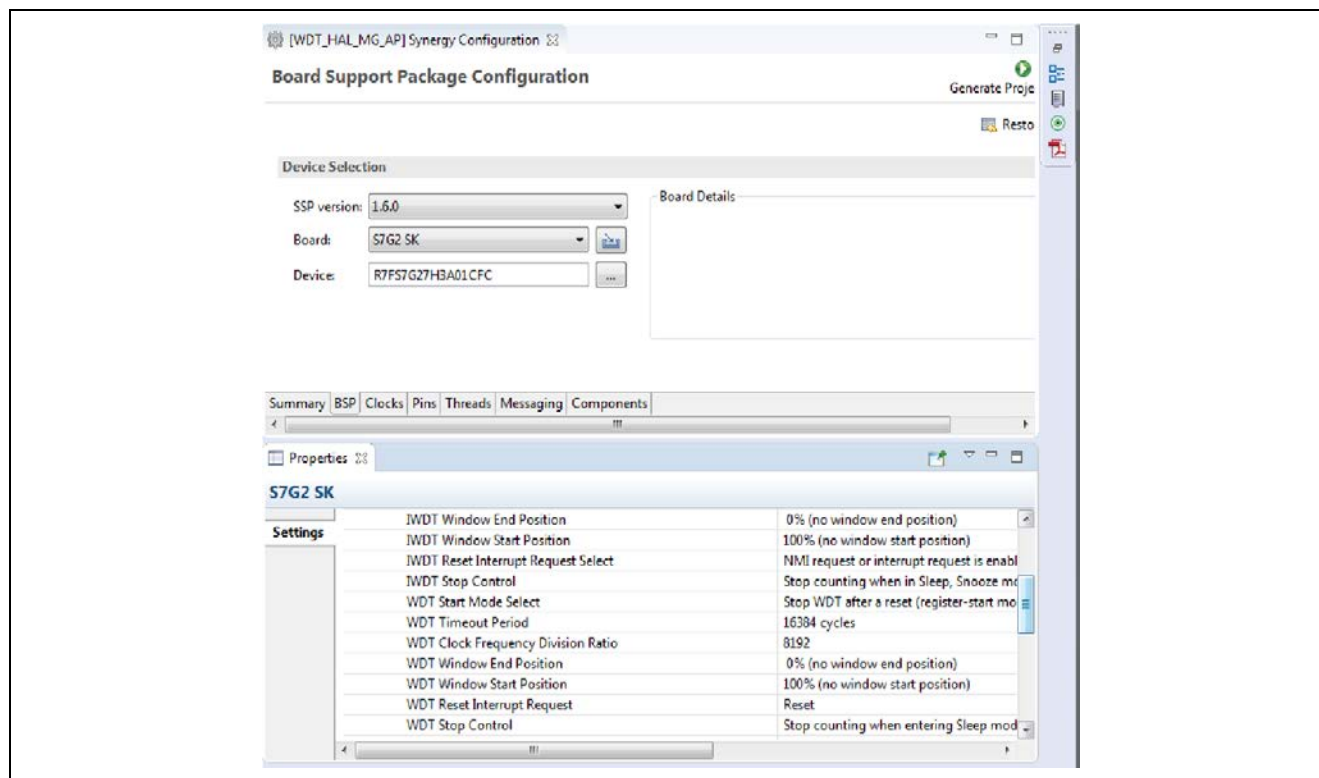 [WDT_HAL_MG_AP] Synergy Configuration
Board Support Package Configuration
Generate Proje
Resto
Device Selection
SSP version: 1.6.0
Board Details
Board: S7G2 SK
Device: R7FS7G27H3A01CFC
...
Summary BSP Clocks Pins Threads Messaging Components
Properties
S7G2 SK
Settings
IWDT Window End Position 0% (no window end position)
IWDT Window Start Position 100% (no window start position)
IWDT Reset Interrupt Request Select NMI request or interrupt request is enabl
IWDT Stop Control Stop counting when in Sleep, Snooze mo
WDT Start Mode Select Stop WDT after a reset (register-start mo
WDT Timeout Period 16384 cycles
WDT Clock Frequency Division Ratio 8192
WDT Window End Position 0% (no window end position)
WDT Window Start Position 100% (no window start position)
WDT Reset Interrupt Request Reset
WDT Stop Control Stop counting when entering Sleep mod